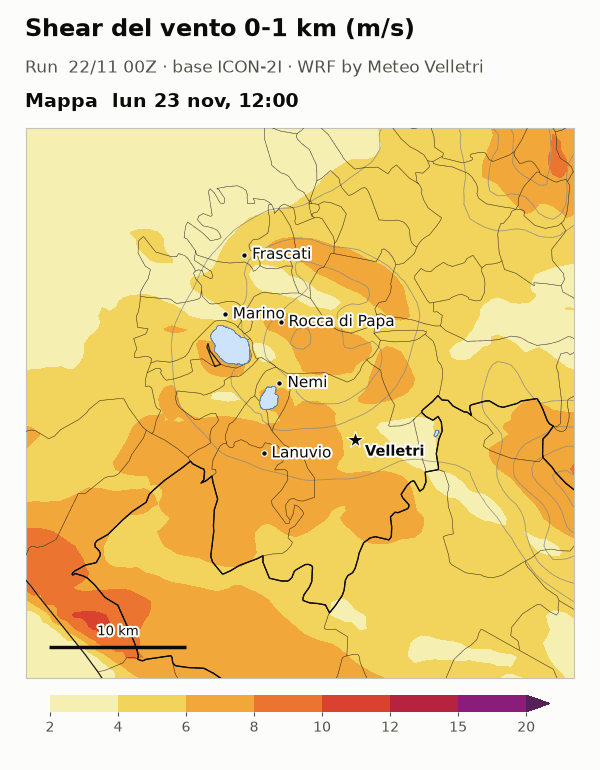 Shear del vento 0-1 km (m/s)
Run  22/11 00Z · base ICON-2I · WRF by Meteo Velletri
Mappa  lun 23 nov, 12:00
Frascati
Marino
Rocca di Papa
Nemi
Velletri
Lanuvio
10 km
2 4 6 8 10 12 15 20